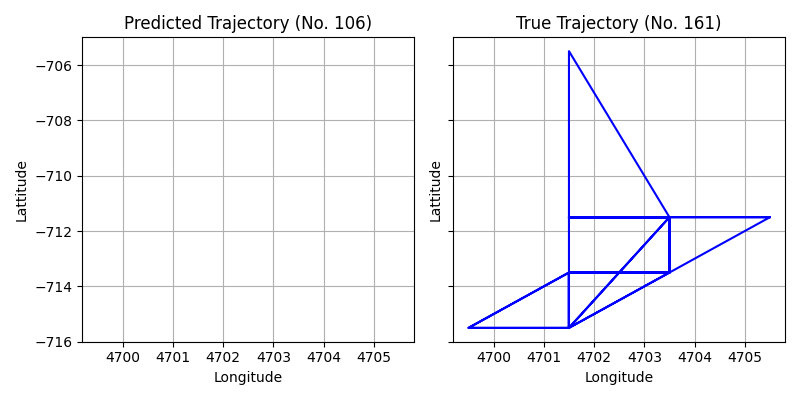 Predicted Trajectory (No. 106)
True Trajectory (No. 161)
−706
−708
−710
−712
−714
−716
Lattitude
Lattitude
4700 4701 4702 4703 4704 4705
4700 4701 4702 4703 4704 4705
Longitude
Longitude